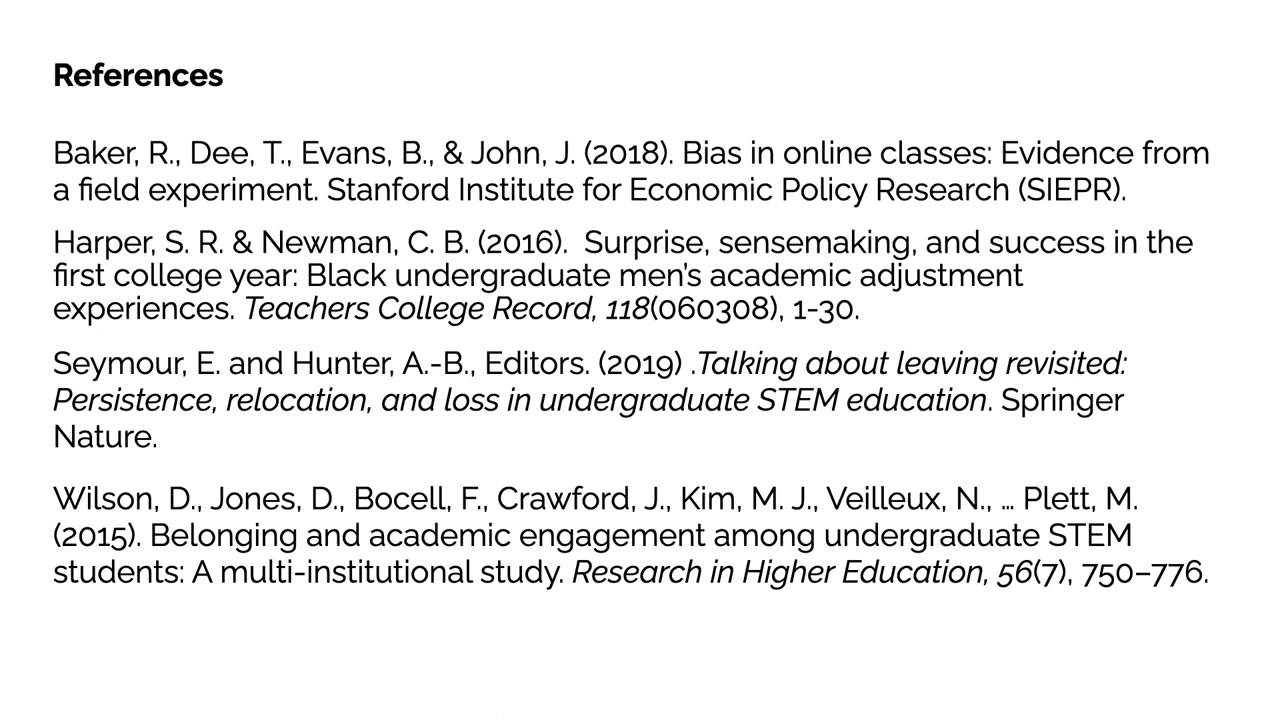 References
Baker, R., Dee, T., Evans, B., & John, J. (2018). Bias in online classes: Evidence from
a field experiment. Stanford Institute for Economic Policy Research (SIEPR).
Harper, S. R. & Newman, C. B. (2016).  Surprise, sensemaking, and success in the
first college year: Black undergraduate men's academic adjustment
experiences. Teachers College Record, 118(060308), 1-30.
Seymour, E. and Hunter, A.-B., Editors. (2019) .Talking about leaving revisited:
Persistence, relocation, and loss in undergraduate STEM education. Springer
Nature.
Wilson, D., Jones, D., Bocell, F., Crawford, J., Kim, M. J., Veilleux, N., … Plett, M.
(2015). Belonging and academic engagement among undergraduate STEM
students: A multi-institutional study. Research in Higher Education, 56(7), 750–776.